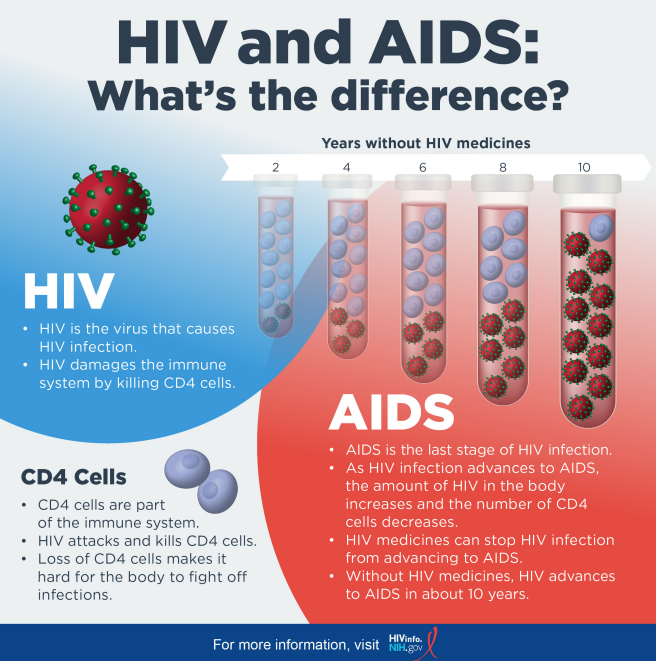 HIV and AIDS:
What's the difference?
Years without HIV medicines
2 4 6 8 10
HIV
• HIV is the virus that causes
HIV infection.
• HIV damages the immune
system by killing CD4 cells.
AIDS
• AIDS is the last stage of HIV infection.
• As HIV infection advances to AIDS,
the amount of HIV in the body
increases and the number of CD4
cells decreases.
• HIV medicines can stop HIV infection
from advancing to AIDS.
• Without HIV medicines, HIV advances
to AIDS in about 10 years.
CD4 Cells
• CD4 cells are part
of the immune system.
• HIV attacks and kills CD4 cells.
• Loss of CD4 cells makes it
hard for the body to fight off
infections.
For more information, visit
HIVinfo.
NIH.gov